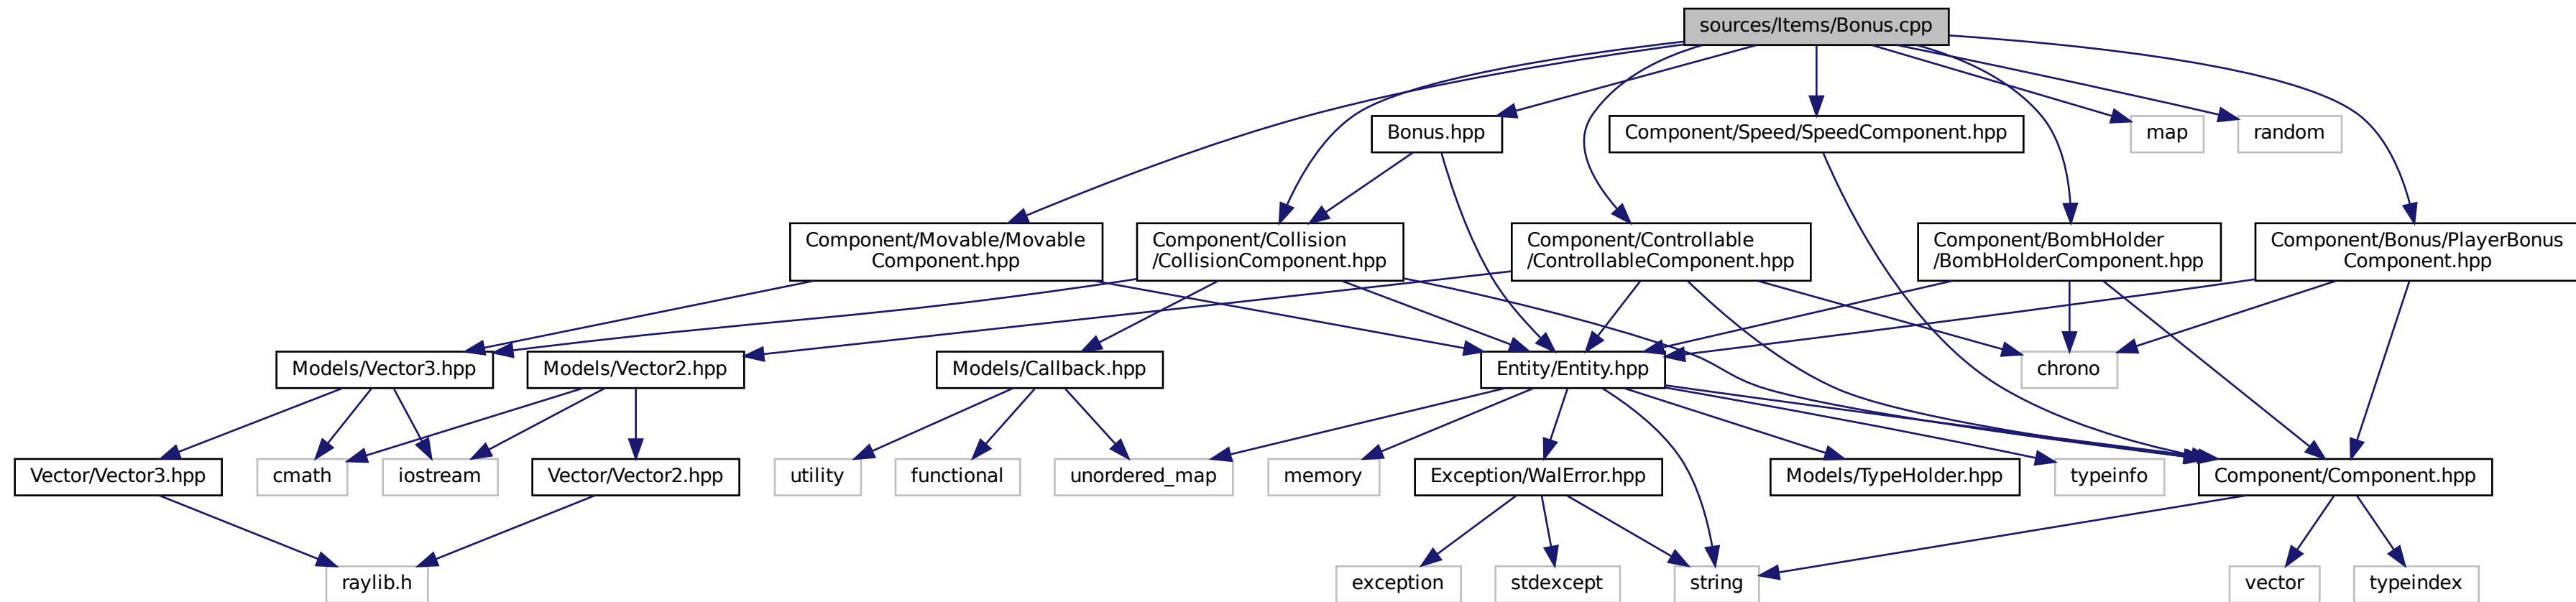 sources/Items/Bonus.cpp
Bonus.hpp
Component/Speed/SpeedComponent.hpp
map
random
Component/Movable/Movable
Component.hpp
Component/Collision
/CollisionComponent.hpp
Component/Controllable
/ControllableComponent.hpp
Component/BombHolder
/BombHolderComponent.hpp
Component/Bonus/PlayerBonus
Component.hpp
Models/Vector3.hpp
Models/Vector2.hpp
Models/Callback.hpp
Entity/Entity.hpp
chrono
Vector/Vector3.hpp
cmath
iostream
Vector/Vector2.hpp
utility
functional
unordered_map
memory
Exception/WalError.hpp
Models/TypeHolder.hpp
typeinfo
Component/Component.hpp
raylib.h
exception
stdexcept
string
vector
typeindex